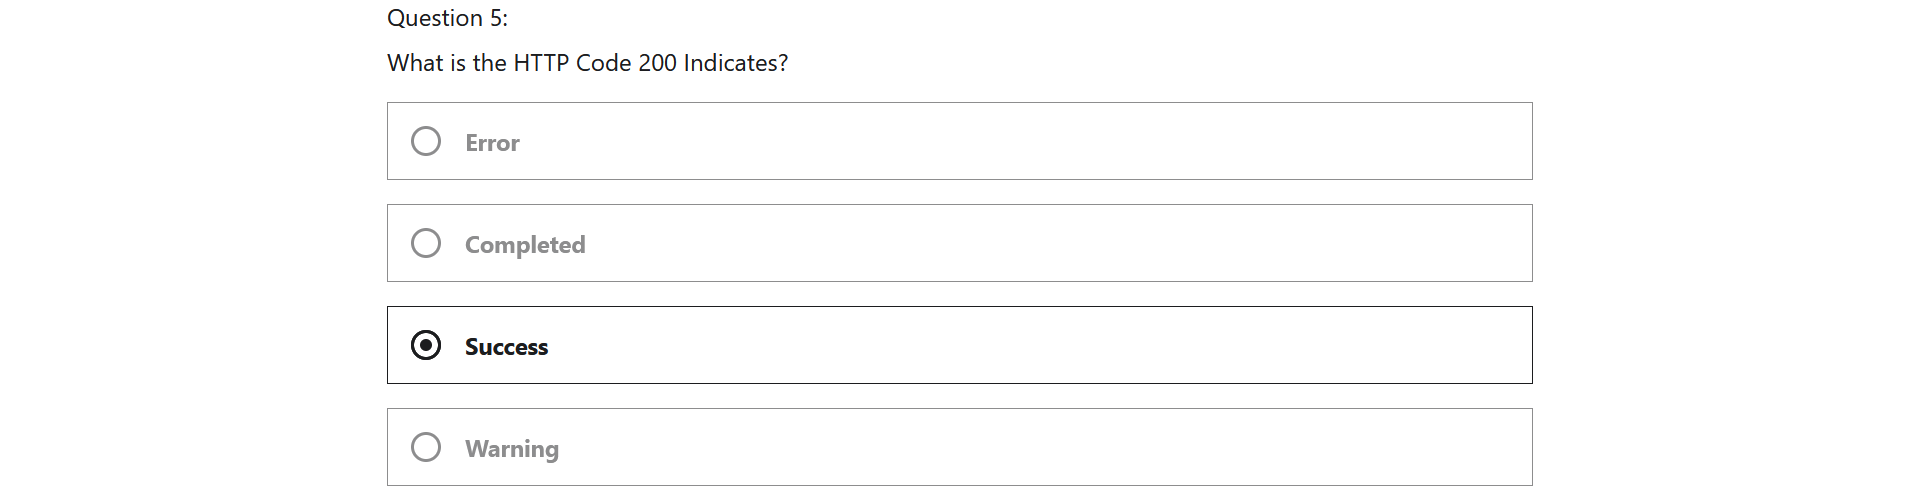 Question 5:
What is the HTTP Code 200 Indicates?
Error
Completed
Success
Warning